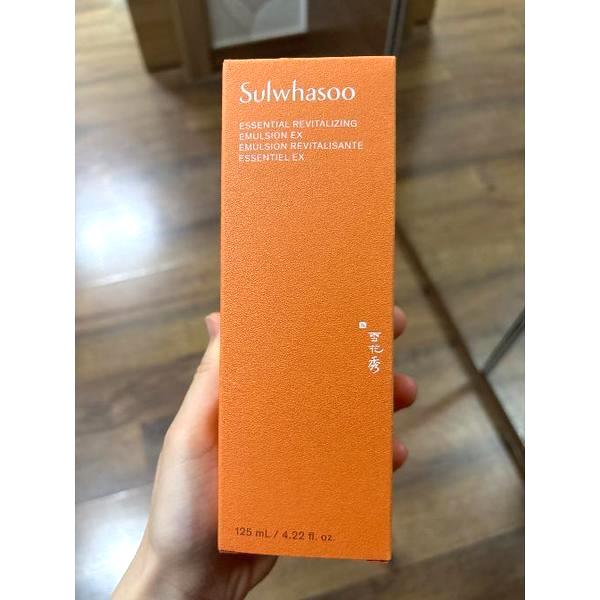 Sulwhasoo
ESSENTIAL REVITALIZING
EMULSION EX
ÉMULSION REVITALISANTE
ESSENTIEL EX
雪花秀
125 mL / 4.22 fl. oz.